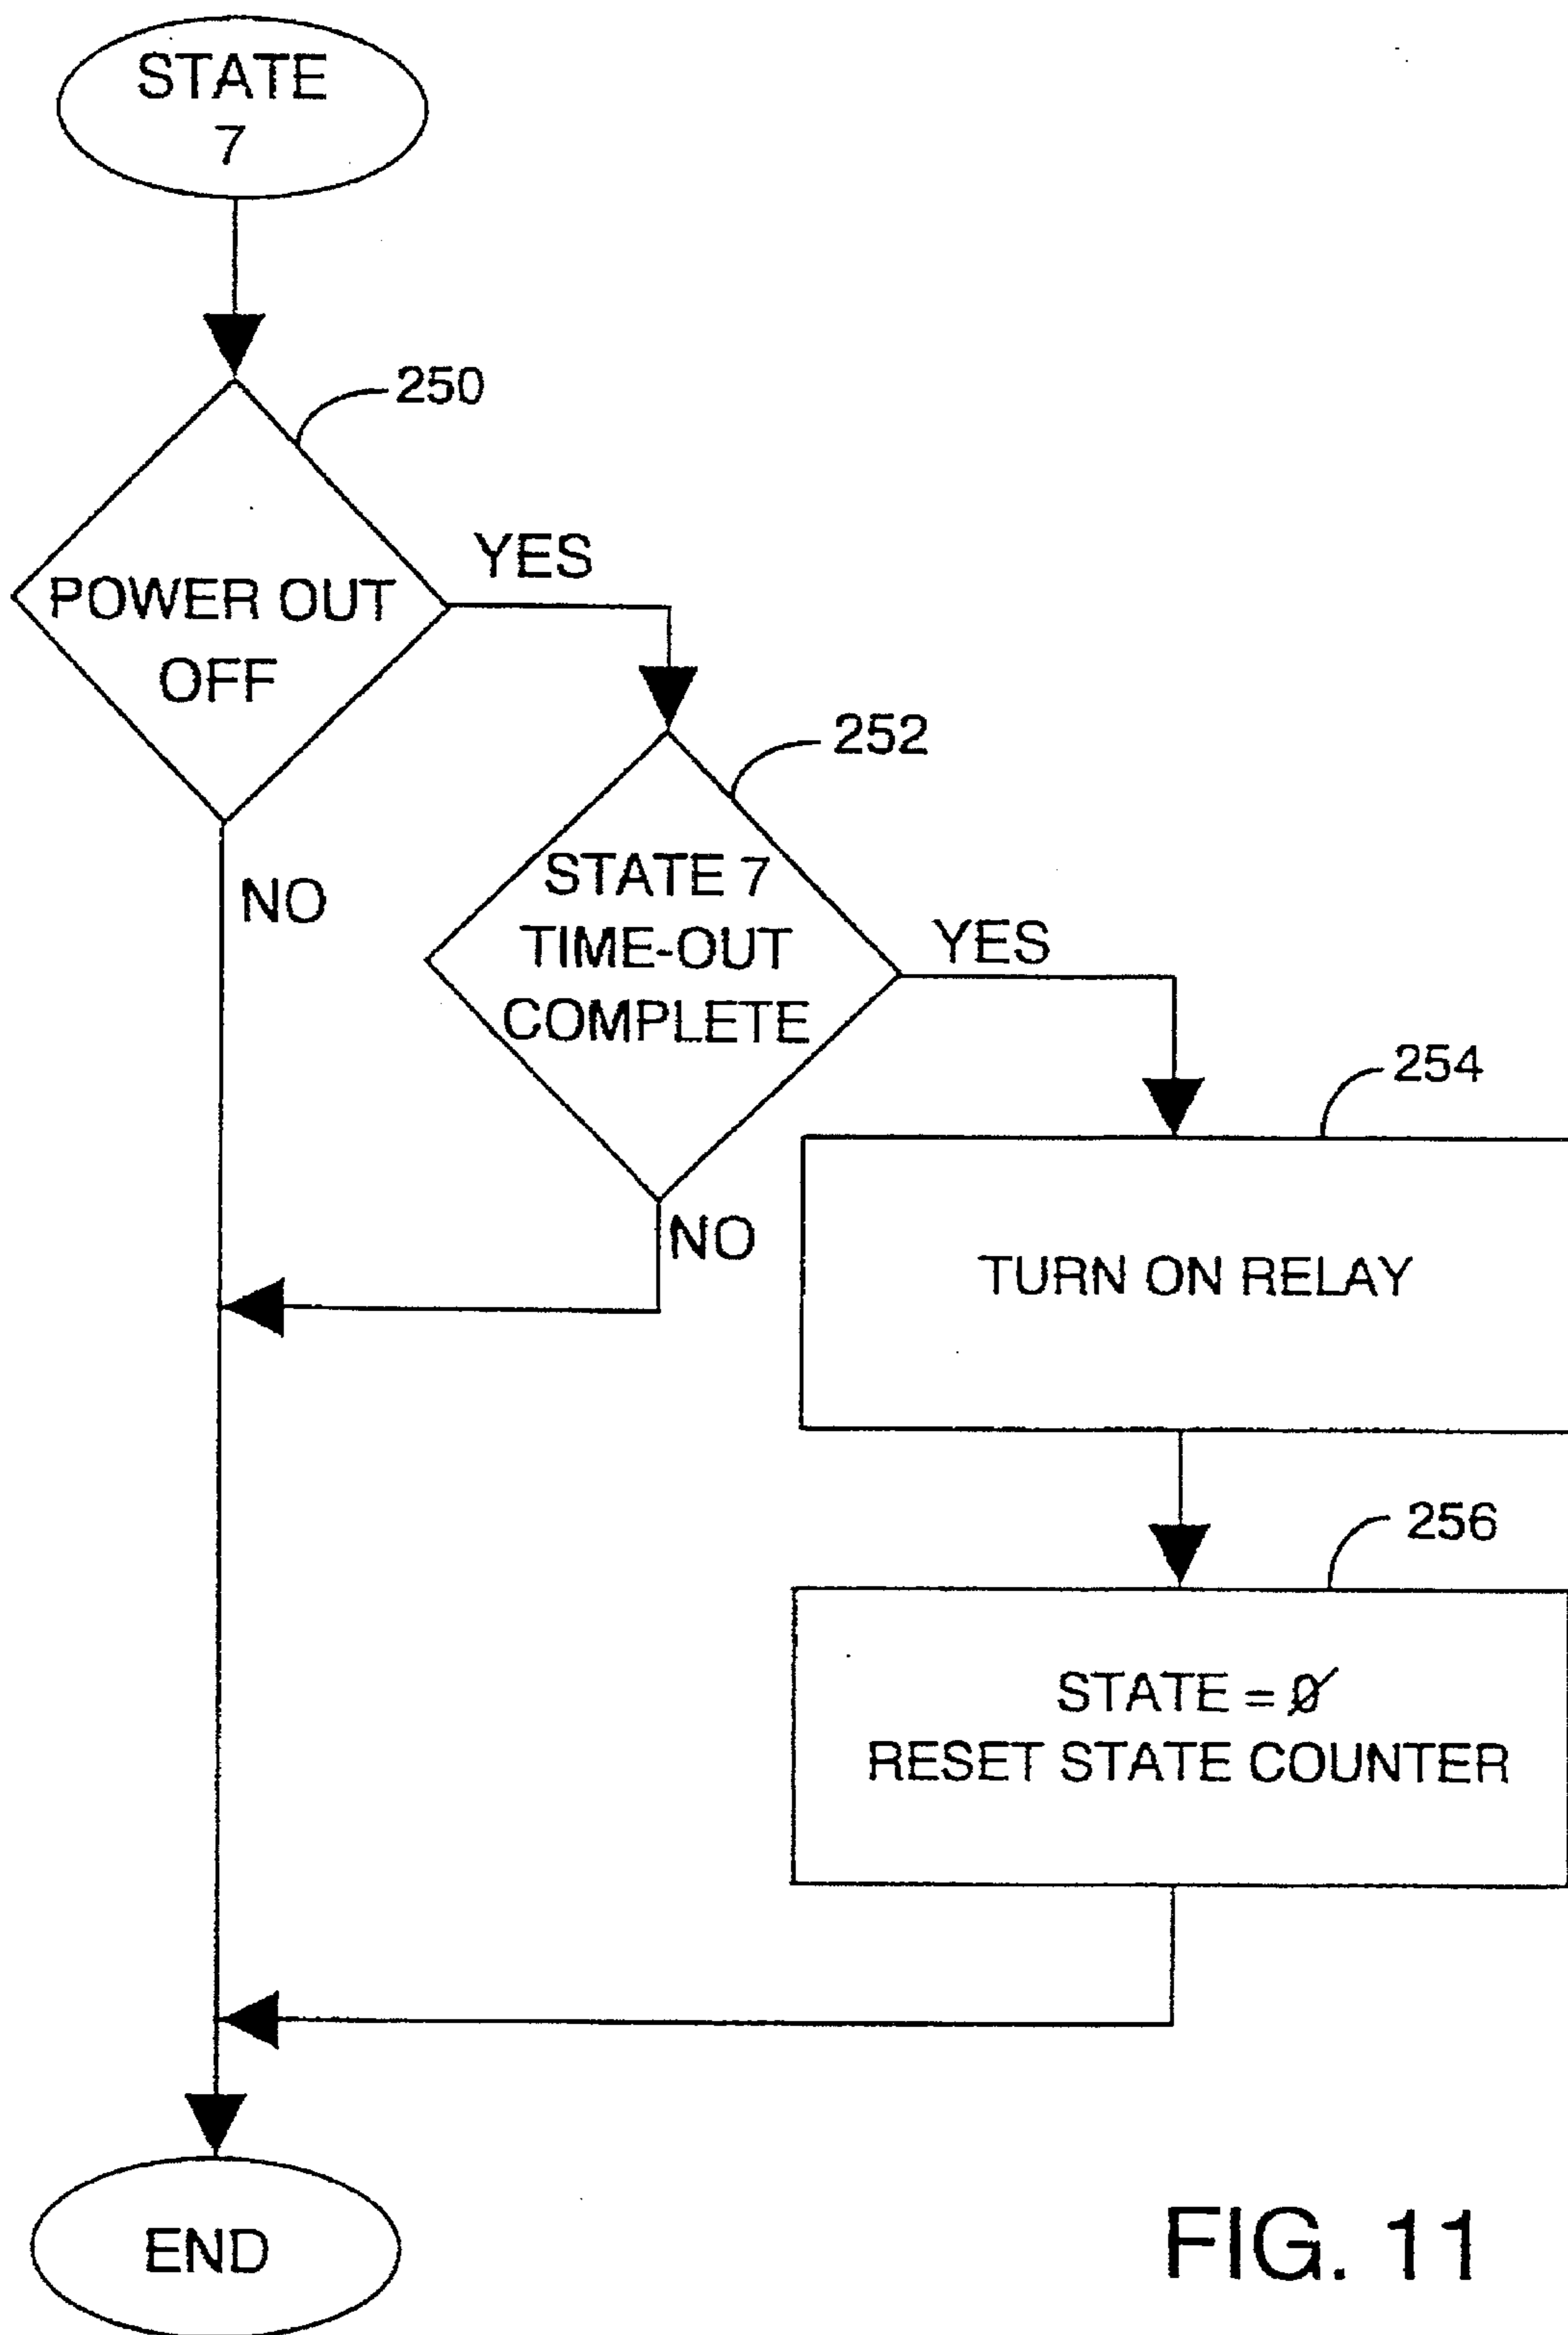 STATE
7
250
POWER OUT
OFF
YES
NO
252
STATE 7
TIME-OUT
COMPLETE
YES
NO
254
TURN ON RELAY
256
STATE = 0̸
RESET STATE COUNTER
END
FIG. 11